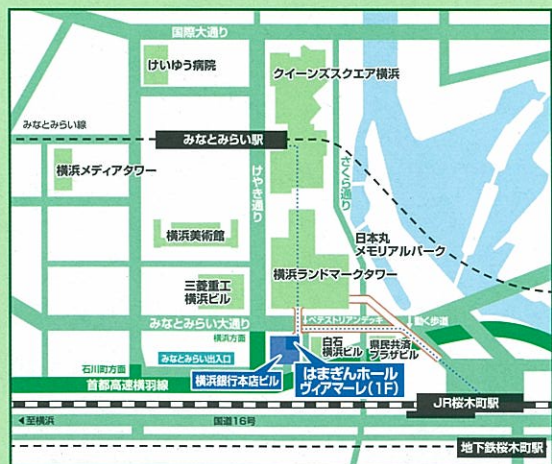 国際大通り
けいゆう病院
クイーンズスクエア横浜
みなとみらい線
みなとみらい駅
横浜メディアタワー
けやき通り
さくら通り
横浜美術館
日本丸
メモリアルパーク
横浜ランドマークタワー
三菱重工
横浜ビル
みなとみらい大通り
ペデストリアンデッキ
動く歩道
横浜方面
みなとみらい出入口
白石
横浜ビル
県民共済
プラザビル
石川町方面
首都高速横羽線
横浜銀行本店ビル
はまぎんホール
ヴィアマーレ(1F)
JR桜木町駅
◀至横浜
国道16号
地下鉄桜木町駅